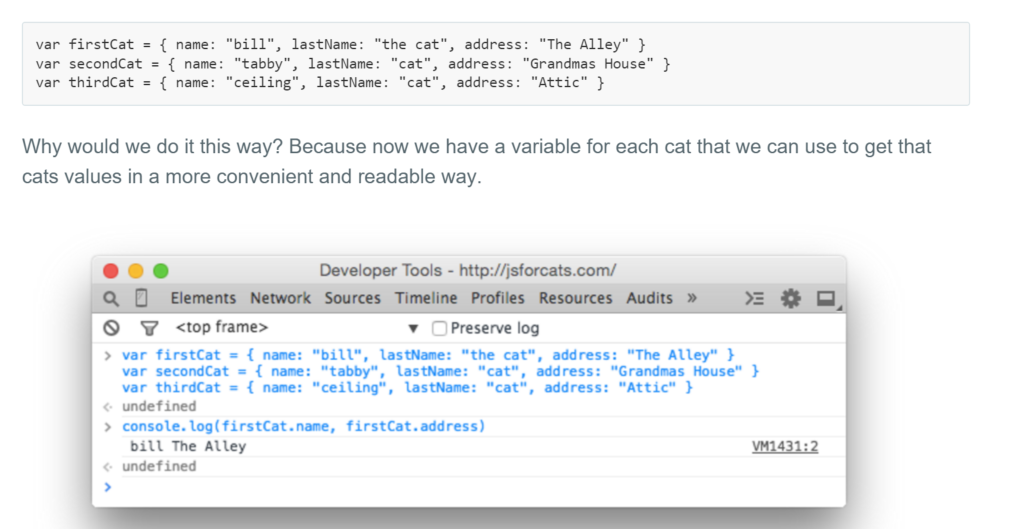 var firstCat = { name: "bill", lastName: "the cat", address: "The Alley" }
var secondCat = { name: "tabby", lastName: "cat", address: "Grandmas House" }
var thirdCat = { name: "ceiling", lastName: "cat", address: "Attic" }
Why would we do it this way? Because now we have a variable for each cat that we can use to get that
cats values in a more convenient and readable way.
Developer Tools - http://jsforcats.com/
Elements Network Sources Timeline Profiles Resources Audits »
<top frame> ▼ Preserve log
> var firstCat = { name: "bill", lastName: "the cat", address: "The Alley" }
var secondCat = { name: "tabby", lastName: "cat", address: "Grandmas House" }
var thirdCat = { name: "ceiling", lastName: "cat", address: "Attic" }
undefined
> console.log(firstCat.name, firstCat.address)
bill The Alley VM1431:2
undefined
>